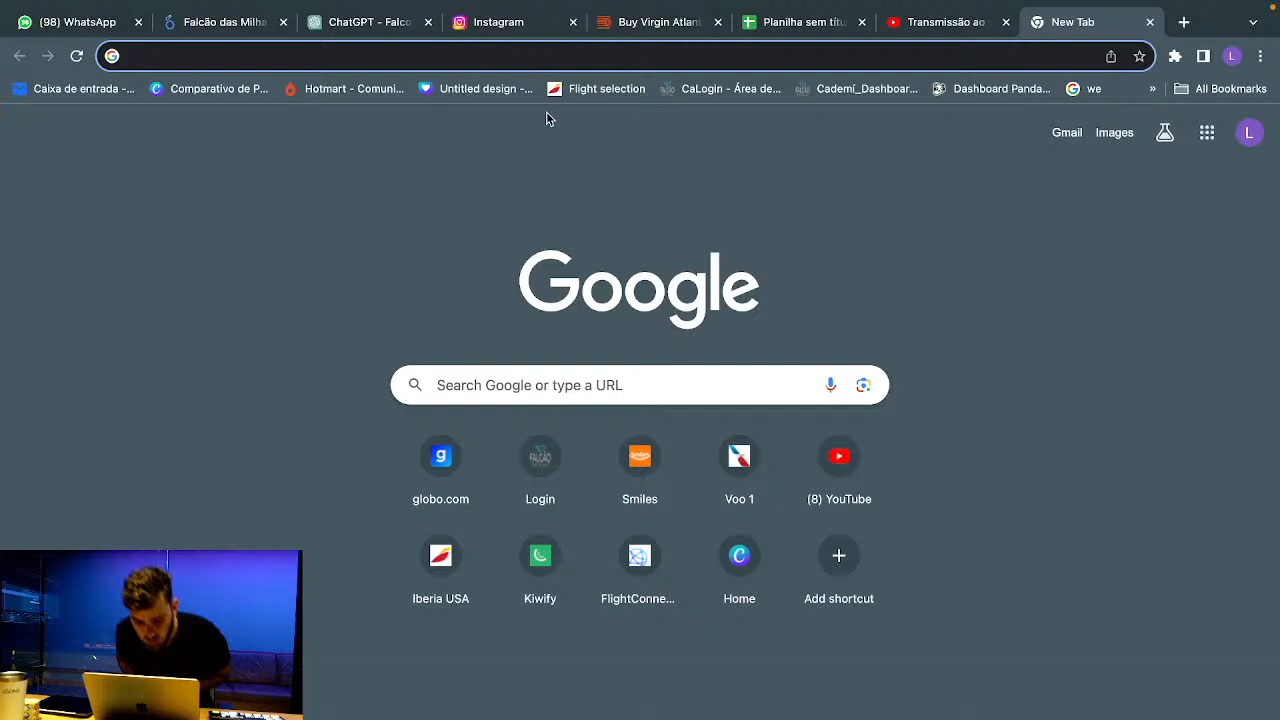 (98) WhatsApp
Falcão das Milha
ChatGPT - Falco
Instagram
Buy Virgin Atlant
Planilha sem títu
Transmissão ao
New Tab
Caixa de entrada -...
Comparativo de P...
Hotmart - Comuni...
Untitled design -...
Flight selection
CaLogin - Área de...
Cademí_Dashboar...
Dashboard Panda...
we
»
All Bookmarks
Gmail
Images
L
Google
Search Google or type a URL
globo.com
Login
Smiles
Voo 1
(8) YouTube
Iberia USA
Kiwify
FlightConne...
Home
Add shortcut